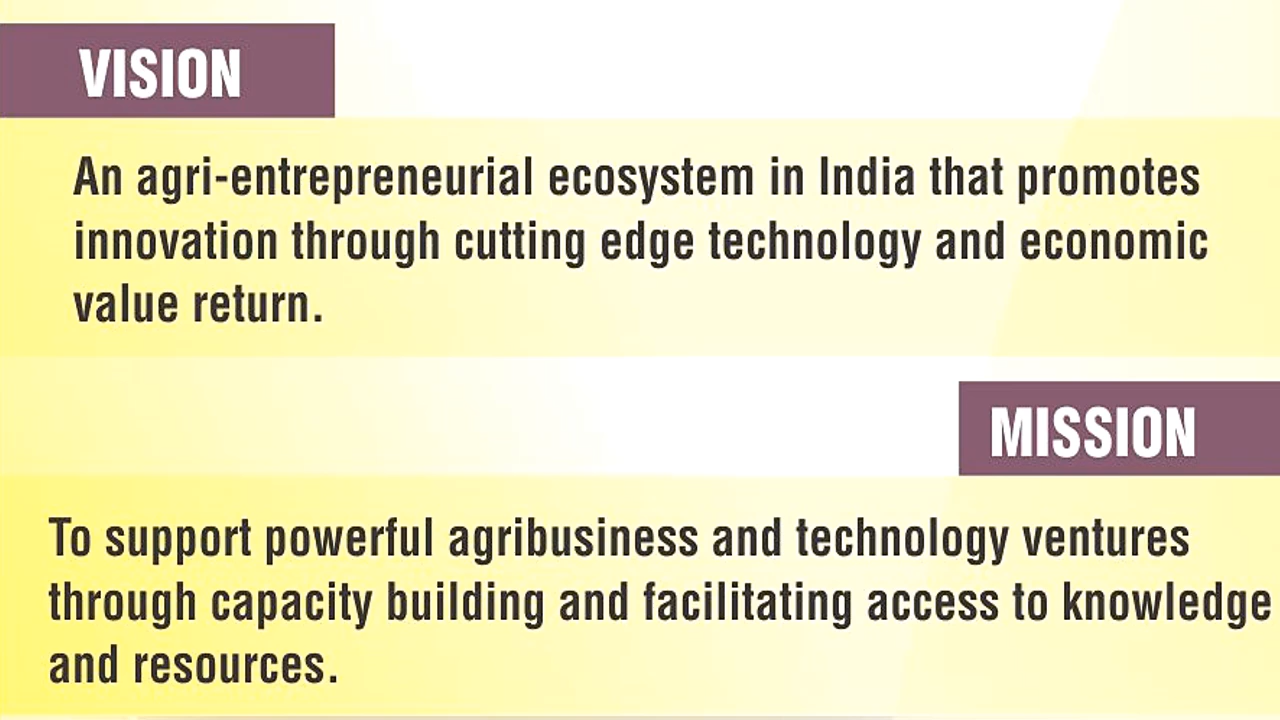 VISION
An agri-entrepreneurial ecosystem in India that promotes
innovation through cutting edge technology and economic
value return.
MISSION
To support powerful agribusiness and technology ventures
through capacity building and facilitating access to knowledge
and resources.